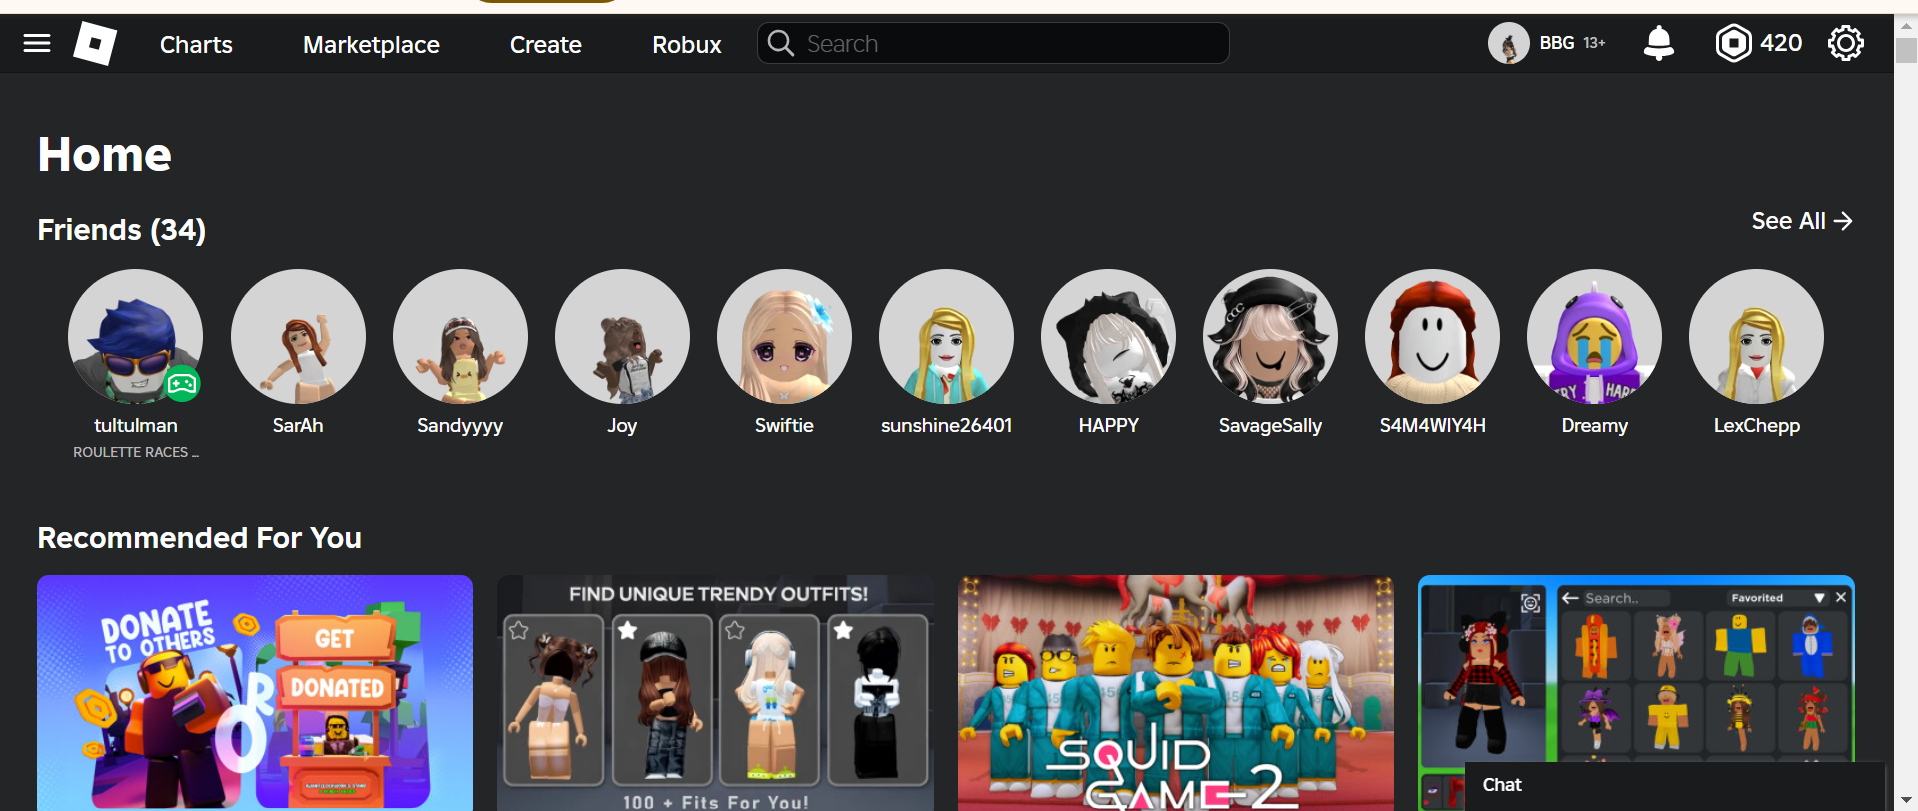 Charts
Marketplace
Create
Robux
Search
BBG 13+
420
Home
Friends (34)
See All
tultulman
ROULETTE RACES ...
SarAh
Sandyyyy
Joy
Swiftie
sunshine26401
HAPPY
SavageSally
S4M4WIY4H
Dreamy
LexChepp
Recommended For You
DONATE
TO OTHERS
OR
GET
DONATED
FIND UNIQUE TRENDY OUTFITS!
100 + Fits For You!
456
SQUID
GAME 2
Search..
Favorited
Chat